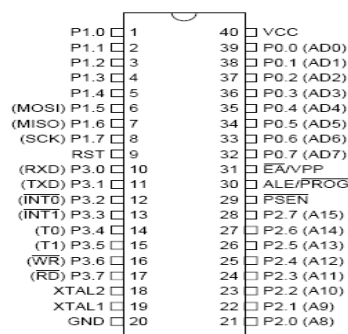 P1.0 1 40 VCC
P1.1 2 39 P0.0 (AD0)
P1.2 3 38 P0.1 (AD1)
P1.3 4 37 P0.2 (AD2)
P1.4 5 36 P0.3 (AD3)
(MOSI) P1.5 6 35 P0.4 (AD4)
(MISO) P1.6 7 34 P0.5 (AD5)
(SCK) P1.7 8 33 P0.6 (AD6)
RST 9 32 P0.7 (AD7)
(RXD) P3.0 10 31 E̅A̅/VPP
(TXD) P3.1 11 30 ALE/P̅R̅O̅G̅
(I̅N̅T̅0̅) P3.2 12 29 P̅S̅E̅N̅
(I̅N̅T̅1̅) P3.3 13 28 P2.7 (A15)
(T0) P3.4 14 27 P2.6 (A14)
(T1) P3.5 15 26 P2.5 (A13)
(W̅R̅) P3.6 16 25 P2.4 (A12)
(R̅D̅) P3.7 17 24 P2.3 (A11)
XTAL2 18 23 P2.2 (A10)
XTAL1 19 22 P2.1 (A9)
GND 20 21 P2.0 (A8)